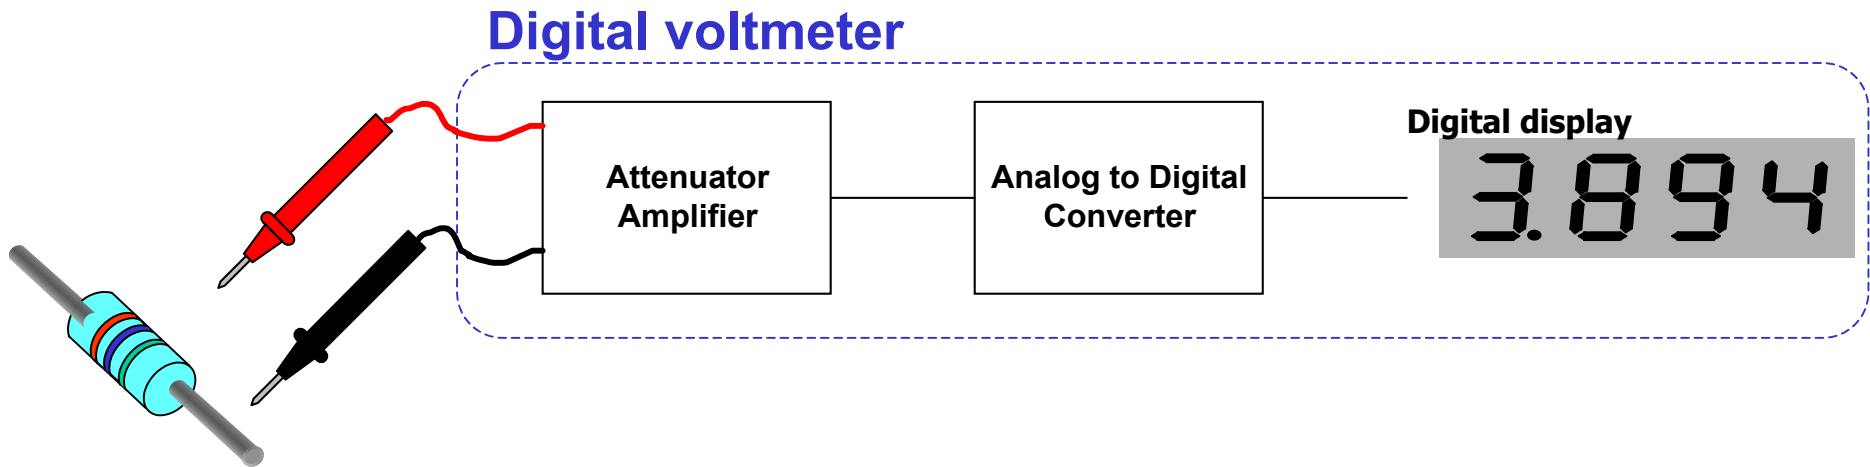 Digital voltmeter
Attenuator
Amplifier
Analog to Digital
Converter
Digital display
3.894